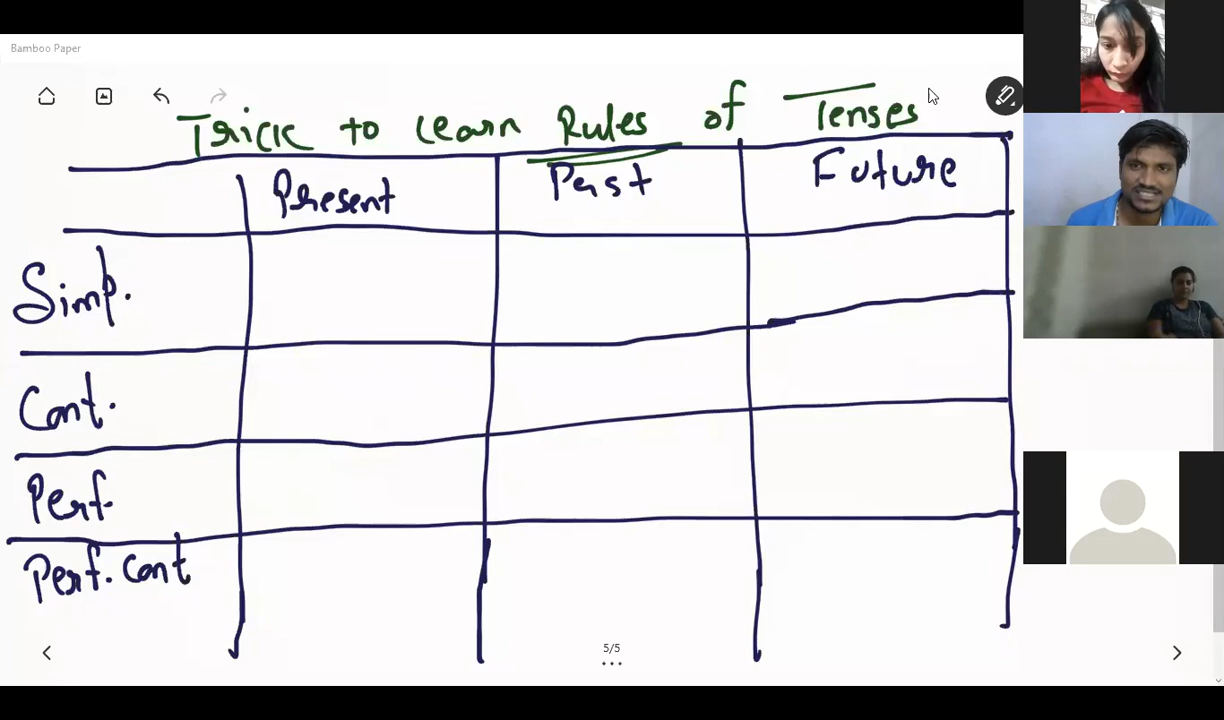 Bamboo Paper
Trick to learn Rules of Tenses
Present Past Future
Simp.
Cont.
Perf.
Perf. Cont
5/5